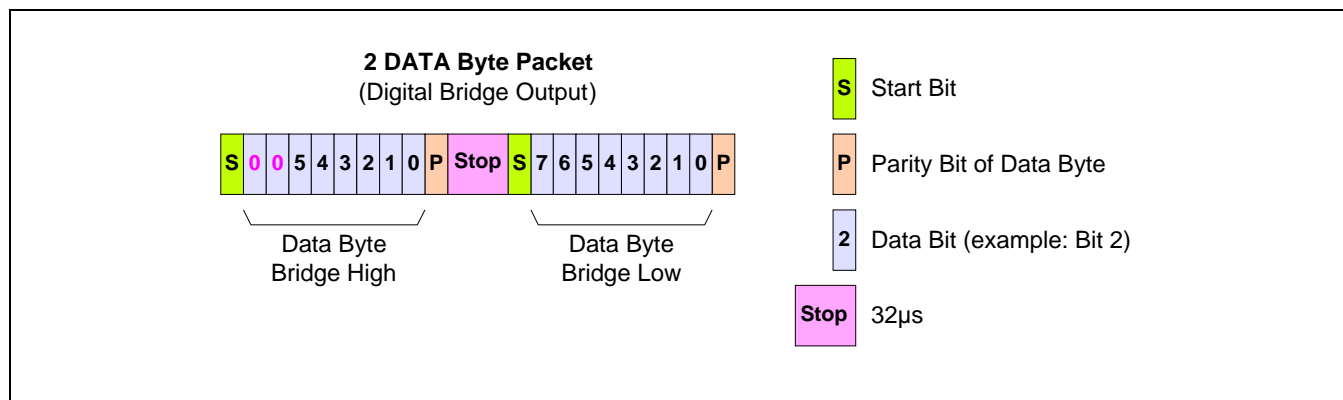 2 DATA Byte Packet
(Digital Bridge Output)
S 0 0 5 4 3 2 1 0 P Stop S 7 6 5 4 3 2 1 0 P
Data Byte
Bridge High
Data Byte
Bridge Low
S Start Bit
P Parity Bit of Data Byte
2 Data Bit (example: Bit 2)
Stop 32µs